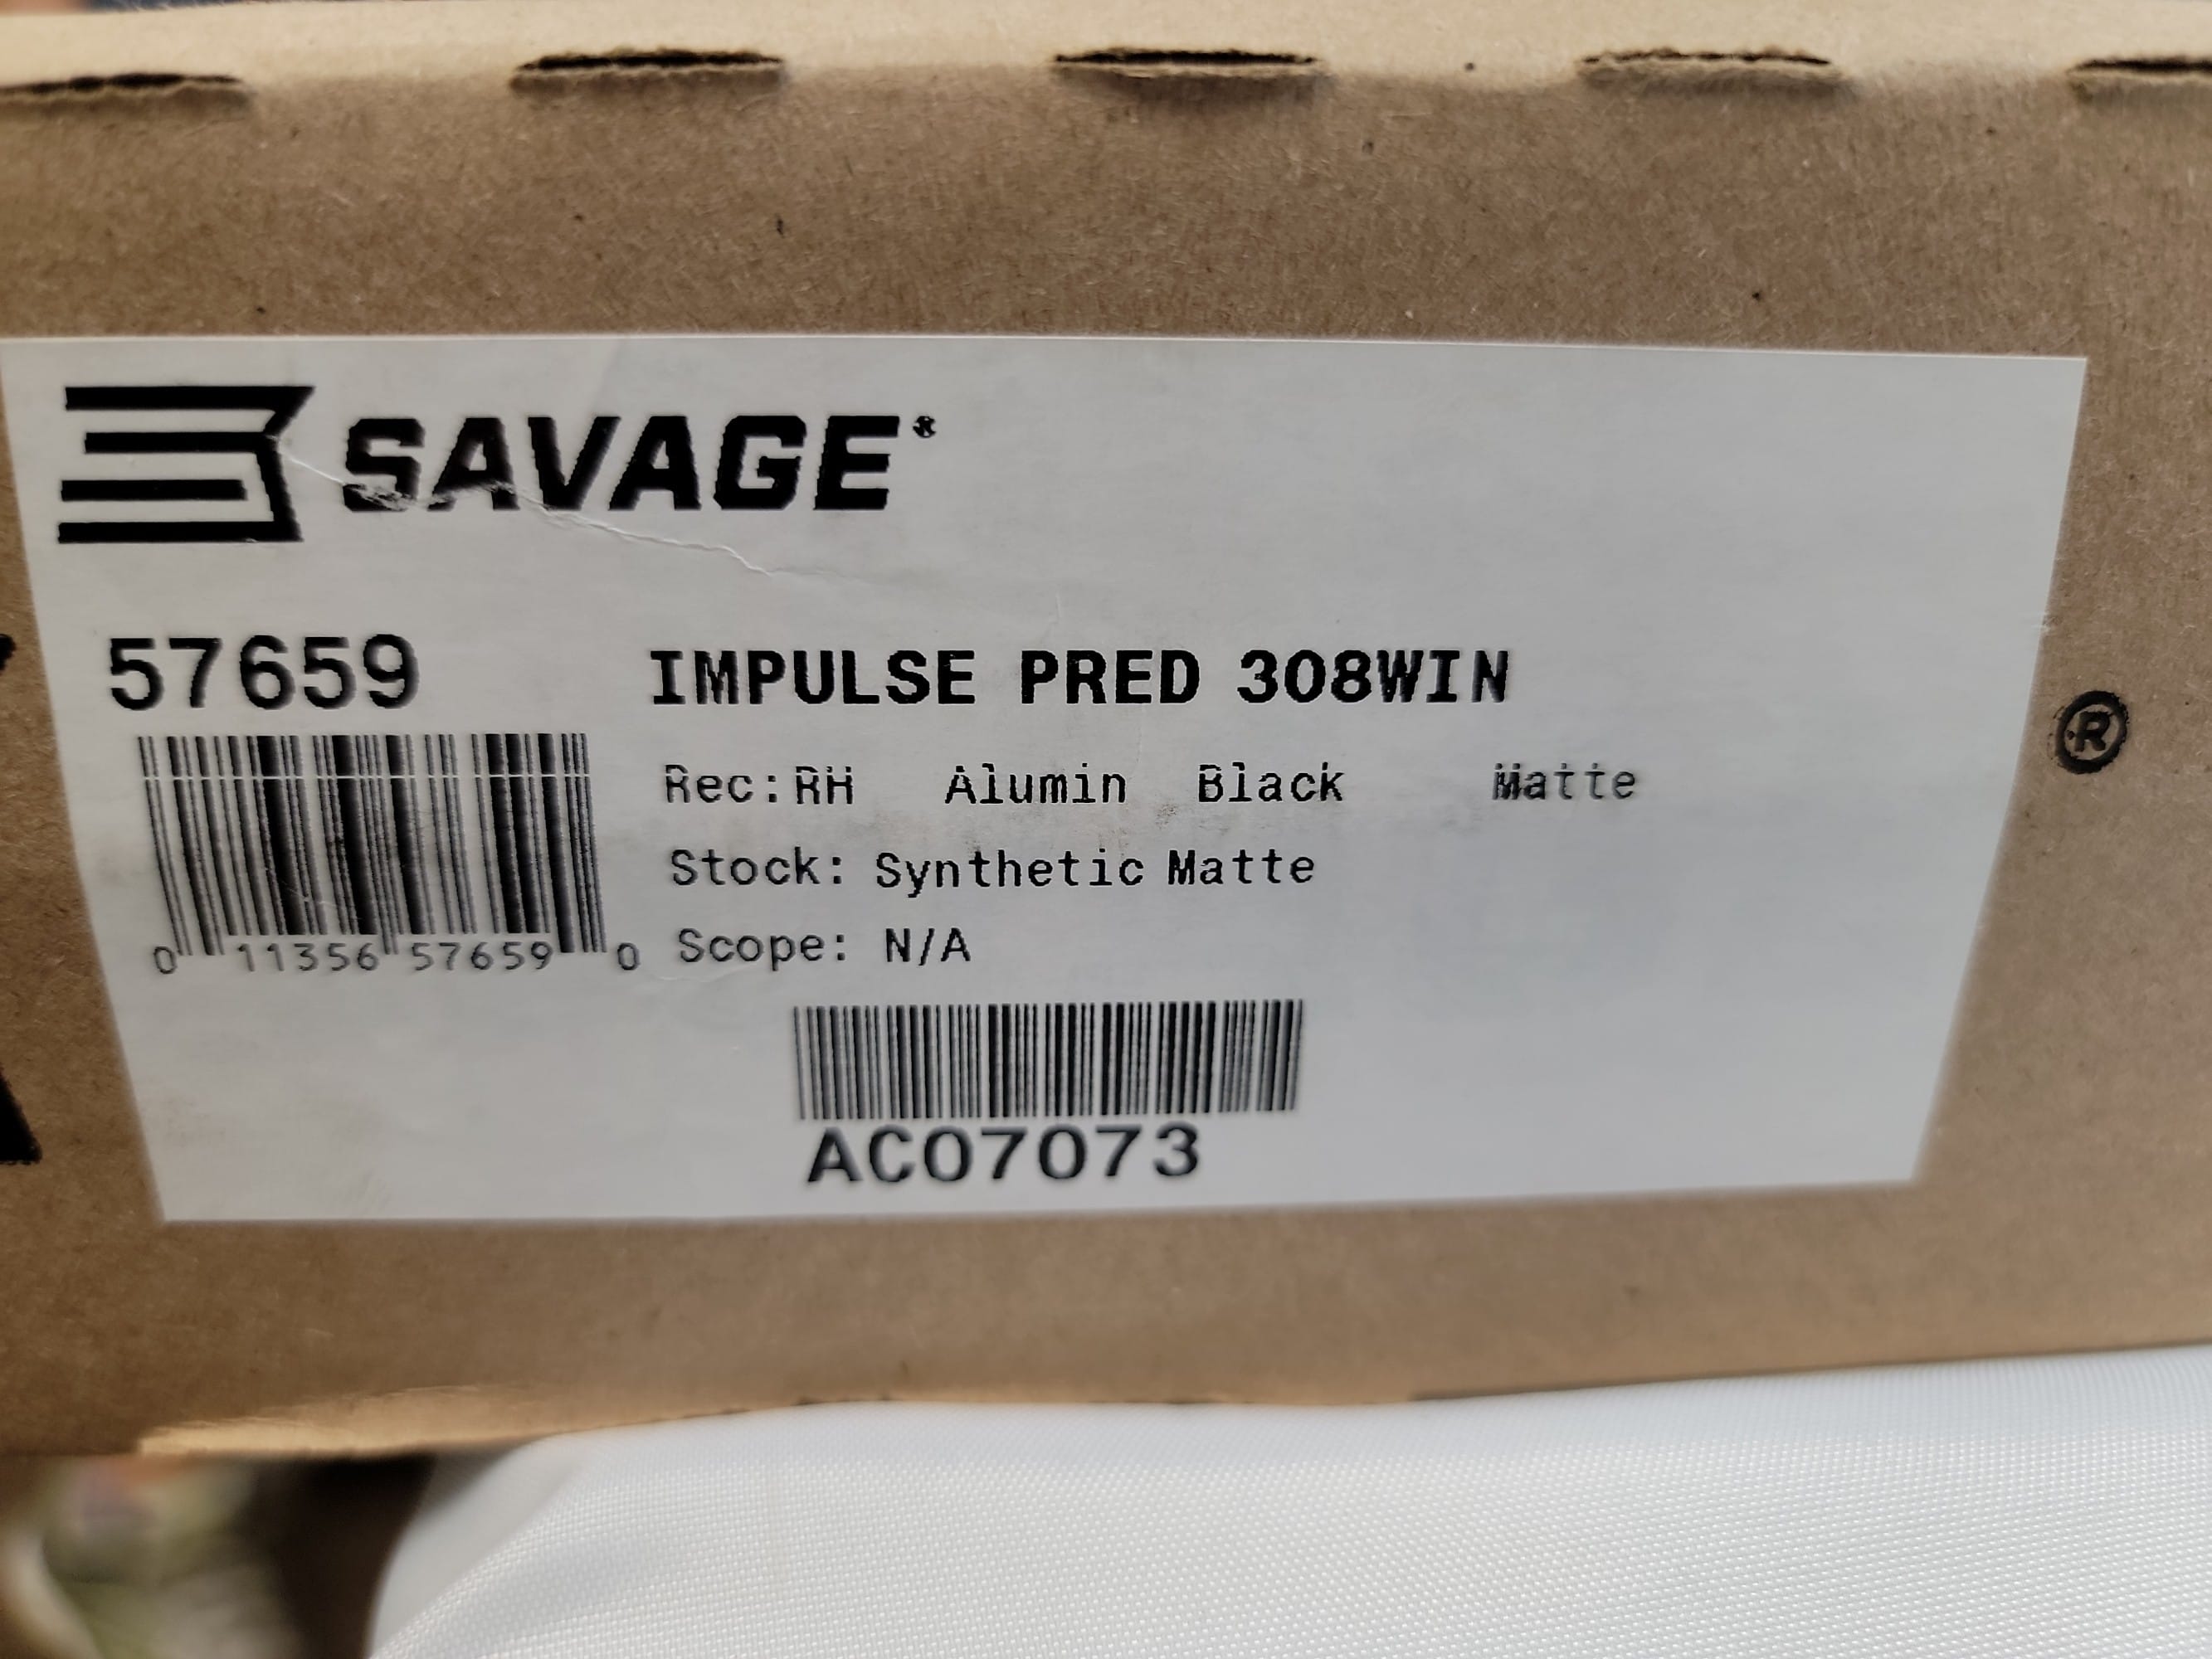 SAVAGE®
57659 IMPULSE PRED 308WIN
Rec:RH Alumin Black Matte
®
Stock: Synthetic Matte
0 11356 57659 0 Scope: N/A
AC07073